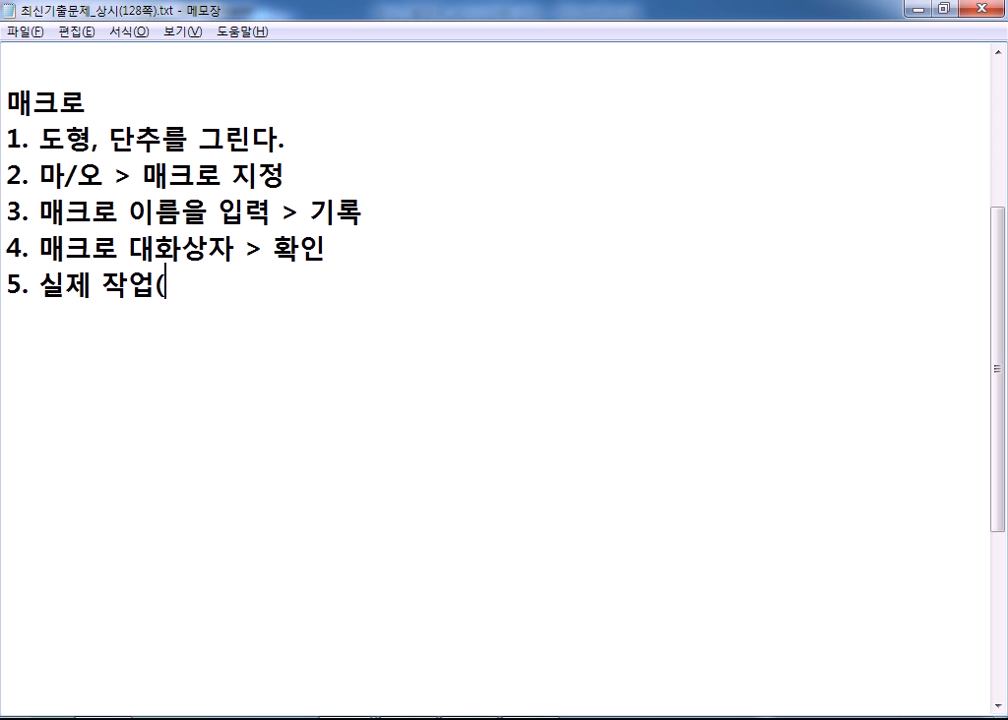 최신기출문제_상시(128쪽).txt - 메모장
파일(F) 편집(E) 서식(O) 보기(V) 도움말(H)
매크로
1. 도형, 단추를 그린다.
2. 마/오 > 매크로 지정
3. 매크로 이름을 입력 > 기록
4. 매크로 대화상자 > 확인
5. 실제 작업(